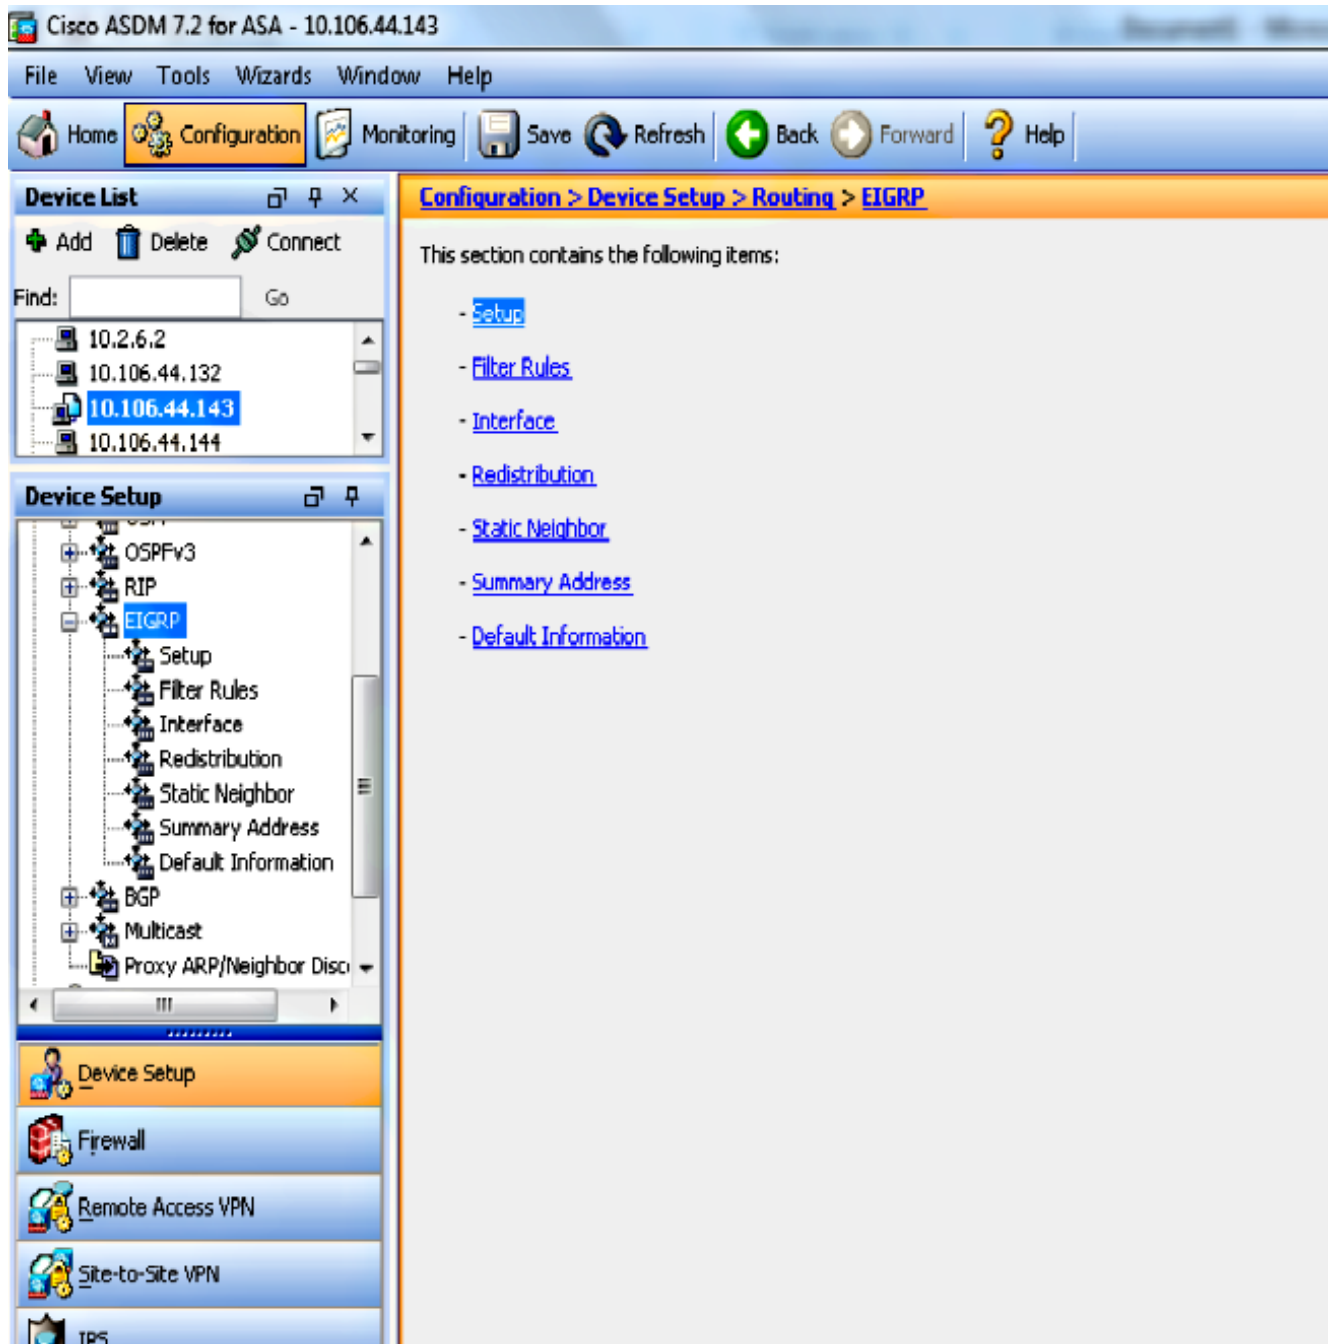 Cisco ASDM 7.2 for ASA - 10.106.44.143
File View Tools Wizards Window Help
Home Configuration Monitoring Save Refresh Back Forward Help
Device List
Add Delete Connect
Find: Go
10.2.6.2
10.106.44.132
10.106.44.143
10.106.44.144
Device Setup
OSPFv3
RIP
EIGRP
Setup
Filter Rules
Interface
Redistribution
Static Neighbor
Summary Address
Default Information
BGP
Multicast
Proxy ARP/Neighbor Disc
Device Setup
Firewall
Remote Access VPN
Site-to-Site VPN
IPS
Configuration > Device Setup > Routing > EIGRP
This section contains the following items:
- Setup
- Filter Rules
- Interface
- Redistribution
- Static Neighbor
- Summary Address
- Default Information